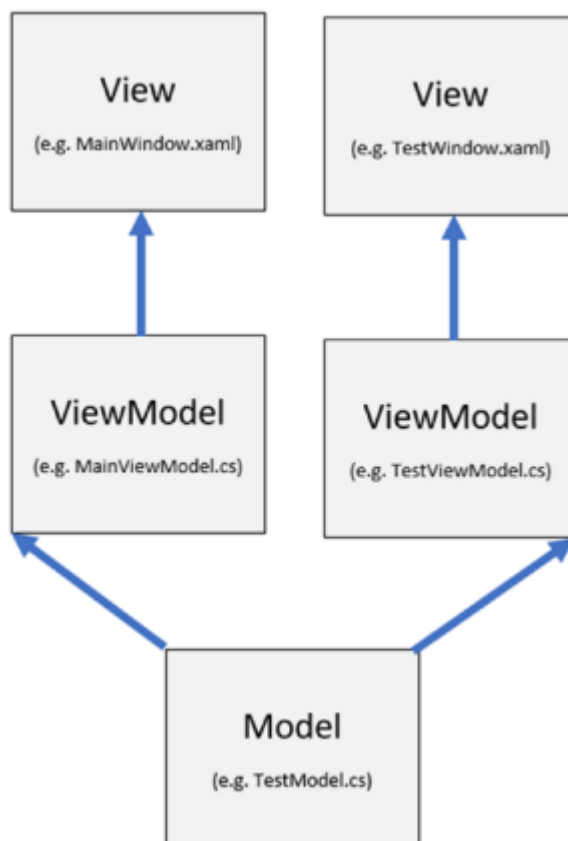 View
(e.g. MainWindow.xaml)
View
(e.g. TestWindow.xaml)
ViewModel
(e.g. MainViewModel.cs)
ViewModel
(e.g. TestViewModel.cs)
Model
(e.g. TestModel.cs)